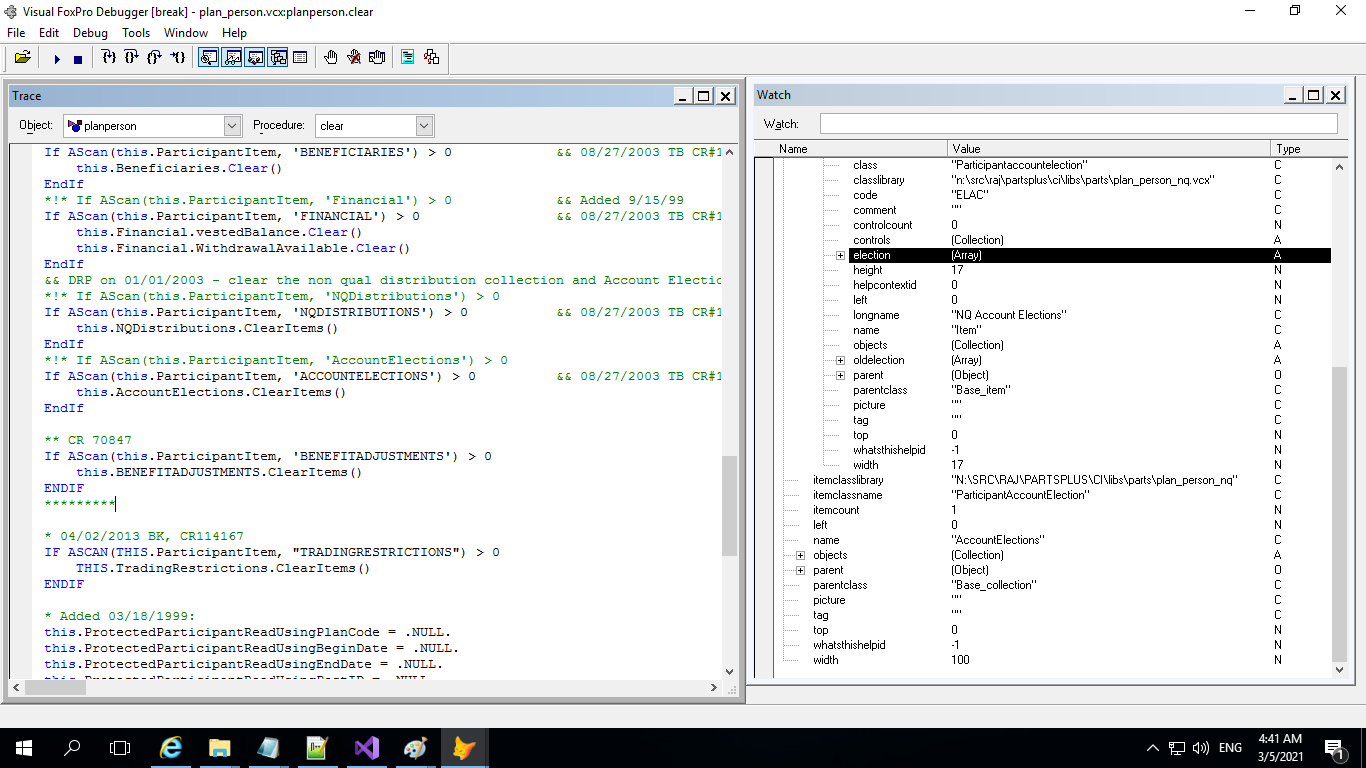 Visual FoxPro Debugger [break] - plan_person.vcx:planperson.clear
File Edit Debug Tools Window Help
Trace
Object: planperson Procedure: clear
If AScan(this.ParticipantItem, 'BENEFICIARIES') > 0 && 08/27/2003 TB CR#1
this.Beneficiaries.Clear()
EndIf
*!* If AScan(this.ParticipantItem, 'Financial') > 0 && Added 9/15/99
If AScan(this.ParticipantItem, 'FINANCIAL') > 0 && 08/27/2003 TB CR#1
this.Financial.vestedBalance.Clear()
this.Financial.WithdrawalAvailable.Clear()
EndIf
&& DRP on 01/01/2003 - clear the non qual distribution collection and Account Electio
*!* If AScan(this.ParticipantItem, 'NQDistributions') > 0
If AScan(this.ParticipantItem, 'NQDISTRIBUTIONS') > 0 && 08/27/2003 TB CR#1
this.NQDistributions.ClearItems()
EndIf
*!* If AScan(this.ParticipantItem, 'AccountElections') > 0
If AScan(this.ParticipantItem, 'ACCOUNTELECTIONS') > 0 && 08/27/2003 TB CR#1
this.AccountElections.ClearItems()
EndIf
** CR 70847
If AScan(this.ParticipantItem, 'BENEFITADJUSTMENTS') > 0
this.BENEFITADJUSTMENTS.ClearItems()
ENDIF
*********
* 04/02/2013 BK, CR114167
IF ASCAN(THIS.ParticipantItem, "TRADINGRESTRICTIONS") > 0
THIS.TradingRestrictions.ClearItems()
ENDIF
* Added 03/18/1999:
this.ProtectedParticipantReadUsingPlanCode = .NULL.
this.ProtectedParticipantReadUsingBeginDate = .NULL.
this.ProtectedParticipantReadUsingEndDate = .NULL.
this.ProtectedParticipantReadUsingPartID = .NULL.
Watch
Watch:
Name Value Type
class "Participantaccountelection" C
classlibrary "n:\src\raj\partsplus\ci\libs\parts\plan_person_nq.vcx" C
code "ELAC" C
comment "" C
controlcount 0 N
controls (Collection) A
election (Array) A
height 17 N
helpcontextid 0 N
left 0 N
longname "NQ Account Elections" C
name "Item" C
objects (Collection) A
oldelection (Array) A
parent (Object) O
parentclass "Base_item" C
picture "" C
tag "" C
top 0 N
whatsthishelpid -1 N
width 17 N
itemclasslibrary "N:\SRC\RAJ\PARTSPLUS\CI\libs\parts\plan_person_nq" C
itemclassname "ParticipantAccountElection" C
itemcount 1 N
left 0 N
name "AccountElections" C
objects (Collection) A
parent (Object) O
parentclass "Base_collection" C
picture "" C
tag "" C
top 0 N
whatsthishelpid -1 N
width 100 N
ENG
4:41 AM
3/5/2021
1